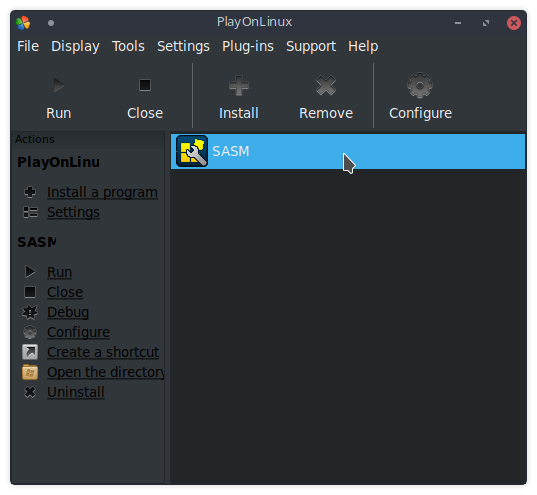 PlayOnLinux
File Display Tools Settings Plug-ins Support Help
Run Close Install Remove Configure
Actions
PlayOnLinu
Install a program
Settings
SASM
Run
Close
Debug
Configure
Create a shortcut
Open the directory
Uninstall
SASM